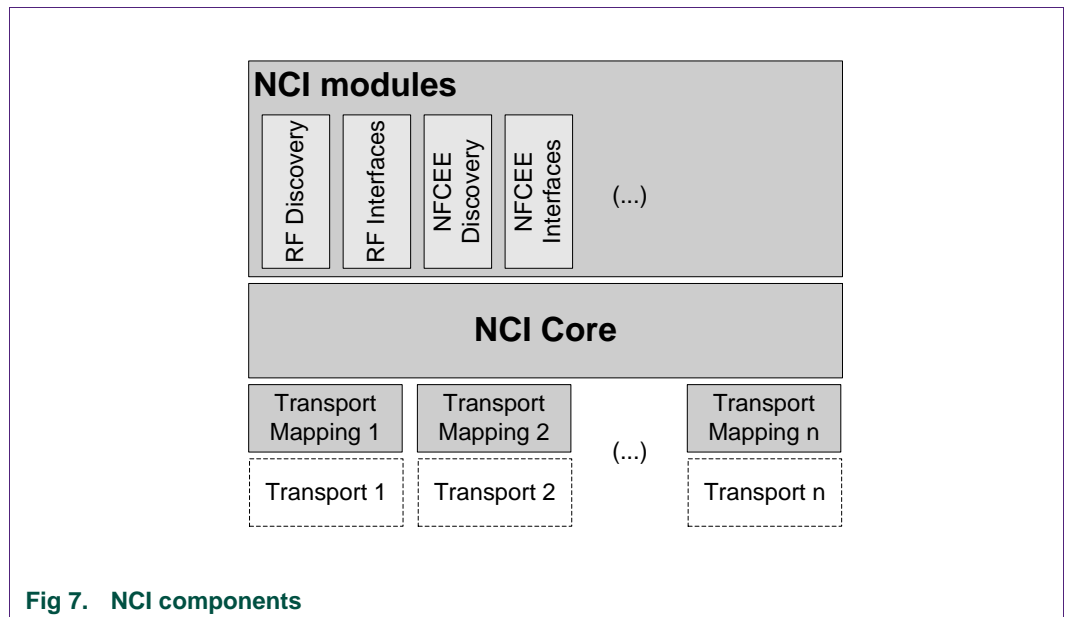 NCI modules
RF Discovery
RF Interfaces
NFCEE
Discovery
NFCEE
Interfaces
(...)
NCI Core
Transport
Mapping 1
Transport
Mapping 2
(...)
Transport
Mapping n
Transport 1
Transport 2
Transport n
Fig 7. NCI components